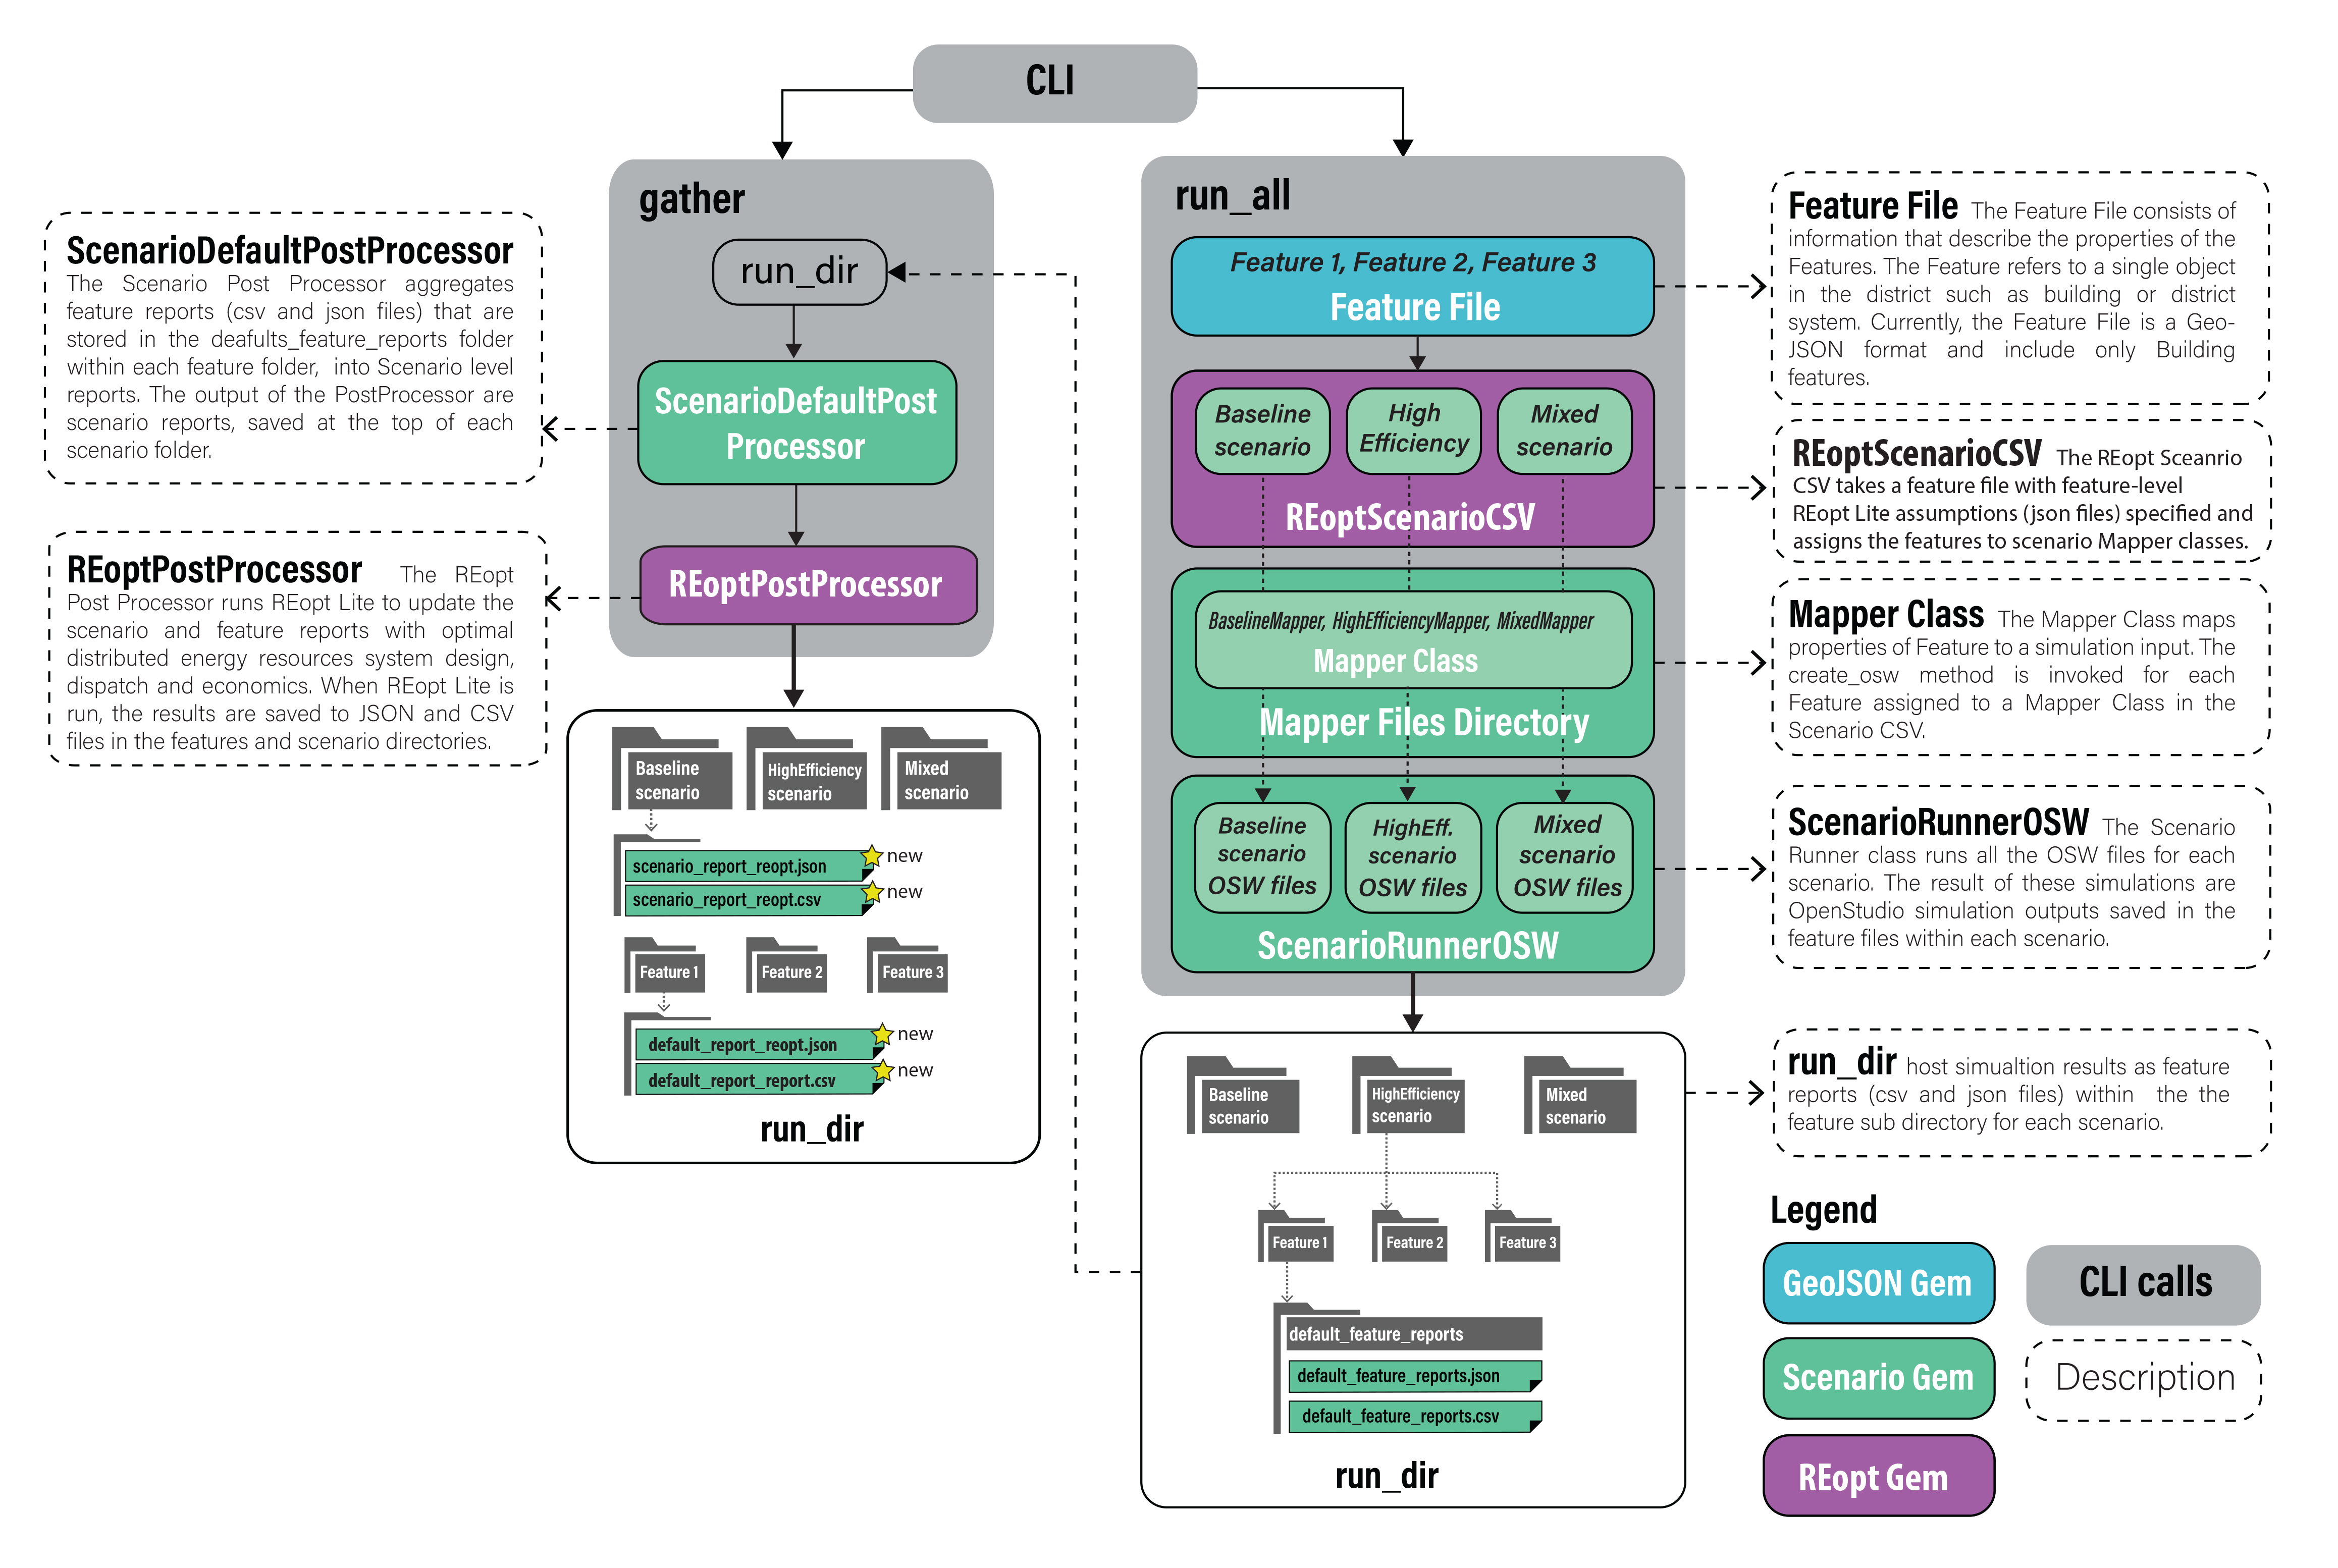 CLI
gather
run_dir
ScenarioDefaultPost
Processor
REoptPostProcessor
ScenarioDefaultPostProcessor
The Scenario Post Processor aggregates
feature reports (csv and json files) that are
stored in the deafults_feature_reports folder
within each feature folder, into Scenario level
reports. The output of the PostProcessor are
scenario reports, saved at the top of each
scenario folder.
REoptPostProcessor The REopt
Post Processor runs REopt Lite to update the
scenario and feature reports with optimal
distributed energy resources system design,
dispatch and economics. When REopt Lite is
run, the results are saved to JSON and CSV
files in the features and scenario directories.
Baseline
scenario
HighEfficiency
scenario
Mixed
scenario
scenario_report_reopt.json
new
scenario_report_reopt.csv
new
Feature 1
Feature 2
Feature 3
default_report_reopt.json
new
default_report_report.csv
new
run_dir
run_all
Feature 1, Feature 2, Feature 3
Feature File
Baseline
scenario
High
Efficiency
Mixed
scenario
REoptScenarioCSV
BaselineMapper, HighEfficiencyMapper, MixedMapper
Mapper Class
Mapper Files Directory
Baseline
scenario
OSW files
HighEff.
scenario
OSW files
Mixed
scenario
OSW files
ScenarioRunnerOSW
Baseline
scenario
HighEfficiency
scenario
Mixed
scenario
Feature 1
Feature 2
Feature 3
default_feature_reports
default_feature_reports.json
default_feature_reports.csv
run_dir
Feature File The Feature File consists of
information that describe the properties of the
Features. The Feature refers to a single object
in the district such as building or district
system. Currently, the Feature File is a Geo-
JSON format and include only Building
features.
REoptScenarioCSV The REopt Sceanrio
CSV takes a feature file with feature-level
REopt Lite assumptions (json files) specified and
assigns the features to scenario Mapper classes.
Mapper Class The Mapper Class maps
properties of Feature to a simulation input. The
create_osw method is invoked for each
Feature assigned to a Mapper Class in the
Scenario CSV.
ScenarioRunnerOSW The Scenario
Runner class runs all the OSW files for each
scenario. The result of these simulations are
OpenStudio simulation outputs saved in the
feature files within each scenario.
run_dir host simualtion results as feature
reports (csv and json files) within the the
feature sub directory for each scenario.
Legend
GeoJSON Gem
CLI calls
Scenario Gem
Description
REopt Gem